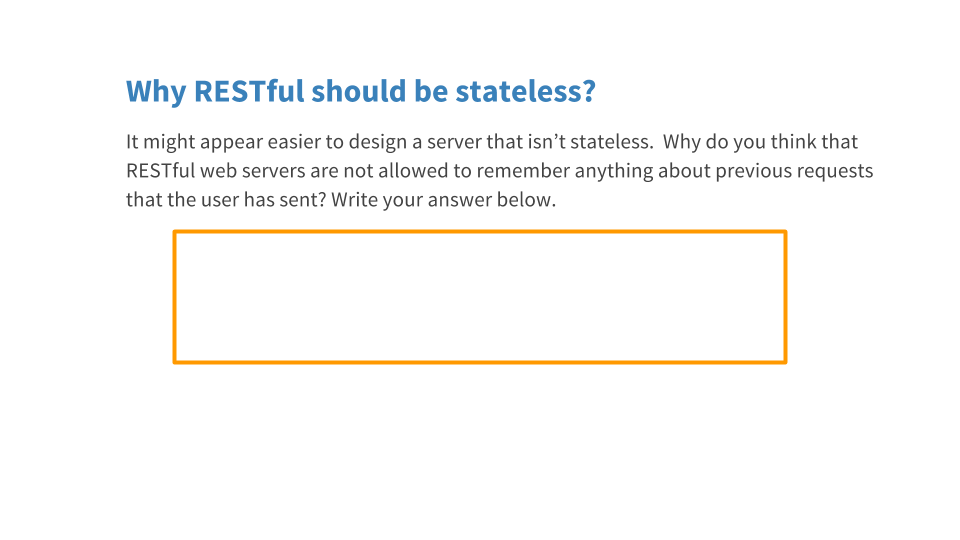 Why RESTful should be stateless?
It might appear easier to design a server that isn’t stateless.  Why do you think that
RESTful web servers are not allowed to remember anything about previous requests
that the user has sent? Write your answer below.